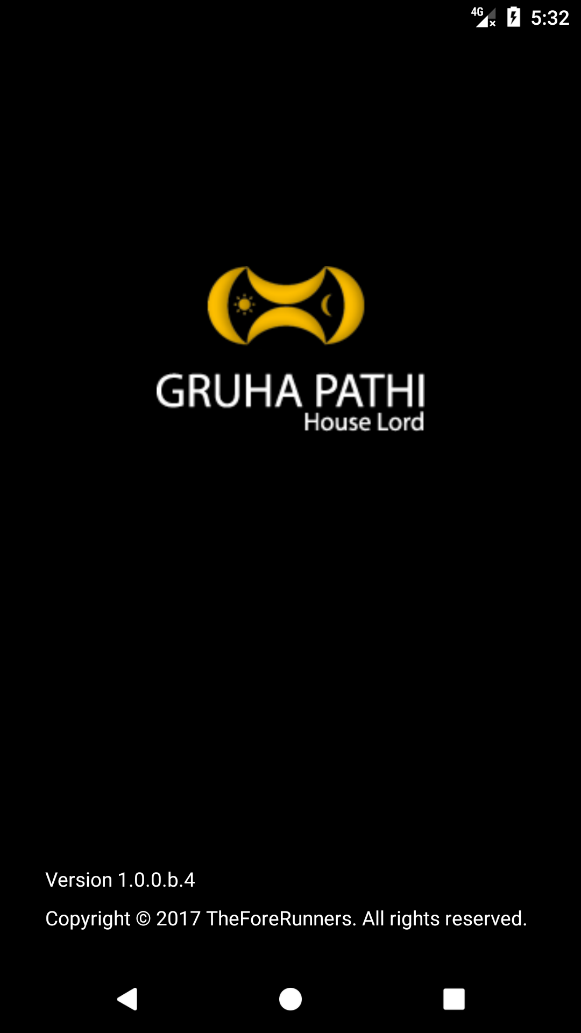 4G 5:32
GRUHA PATHI
House Lord
Version 1.0.0.b.4
Copyright © 2017 TheForeRunners. All rights reserved.